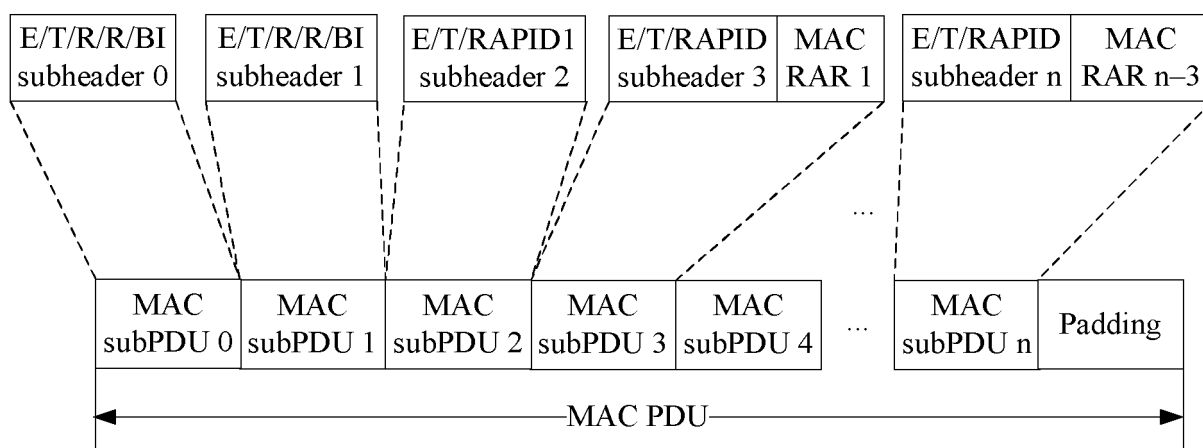 E/T/R/R/BI
subheader 0
E/T/R/R/BI
subheader 1
E/T/RAPID1
subheader 2
E/T/RAPID
subheader 3
MAC
RAR 1
E/T/RAPID
subheader n
MAC
RAR n–3
...
MAC
subPDU 0
MAC
subPDU 1
MAC
subPDU 2
MAC
subPDU 3
MAC
subPDU 4
...
MAC
subPDU n
Padding
MAC PDU